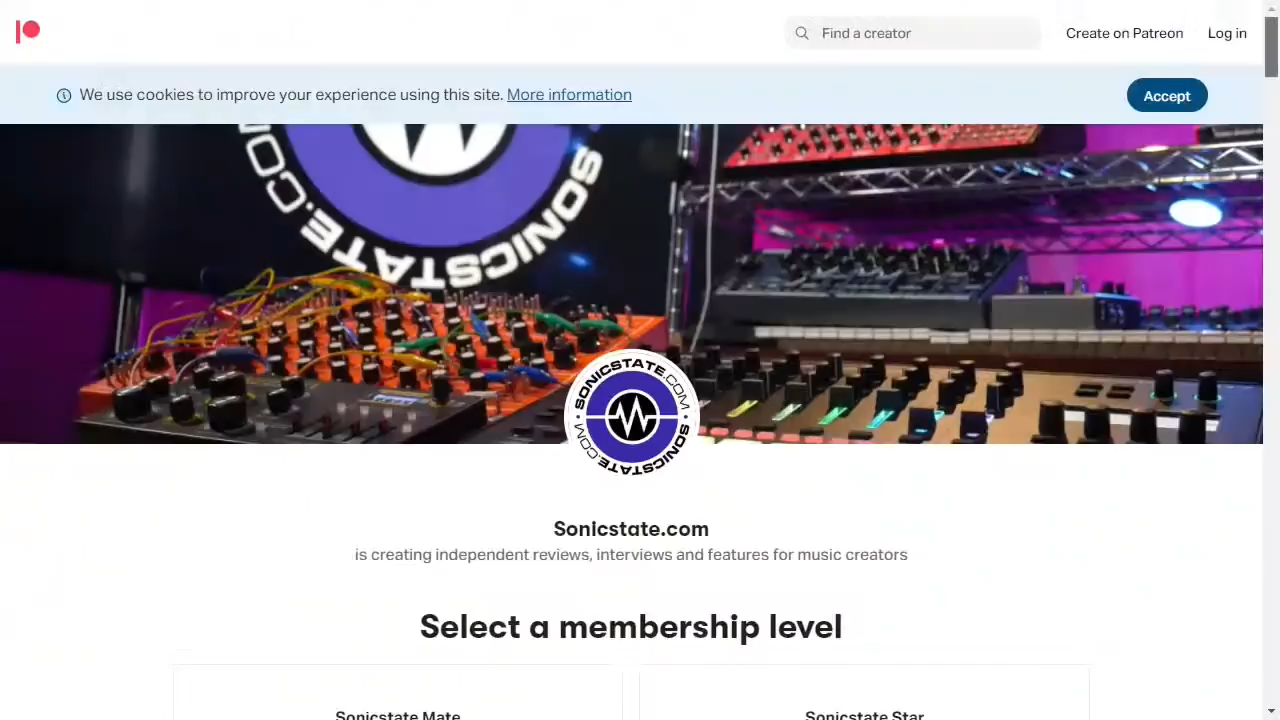 Find a creator
Create on Patreon
Log in
We use cookies to improve your experience using this site. More information
Accept
SONICSTATE.COM
SONICSTATE.COM
SONICSTATE.COM
Sonicstate.com
is creating independent reviews, interviews and features for music creators
Select a membership level
Sonicstate Mate
Sonicstate Star